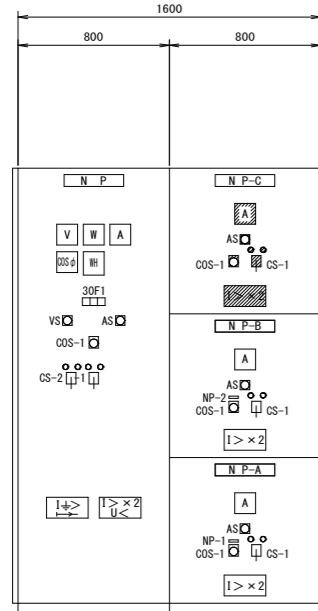 1600
800 800
N P
N P-C
V W A
A
AS
COSφ WH
COS-1 CS-1
30F1
I>×2
VS AS
N P-B
COS-1
A
CS-2 -1
AS
NP-2
COS-1 CS-1
I>×2
N P-A
A
AS
I⏚> I>×2
NP-1
→ U<
COS-1 CS-1
I>×2